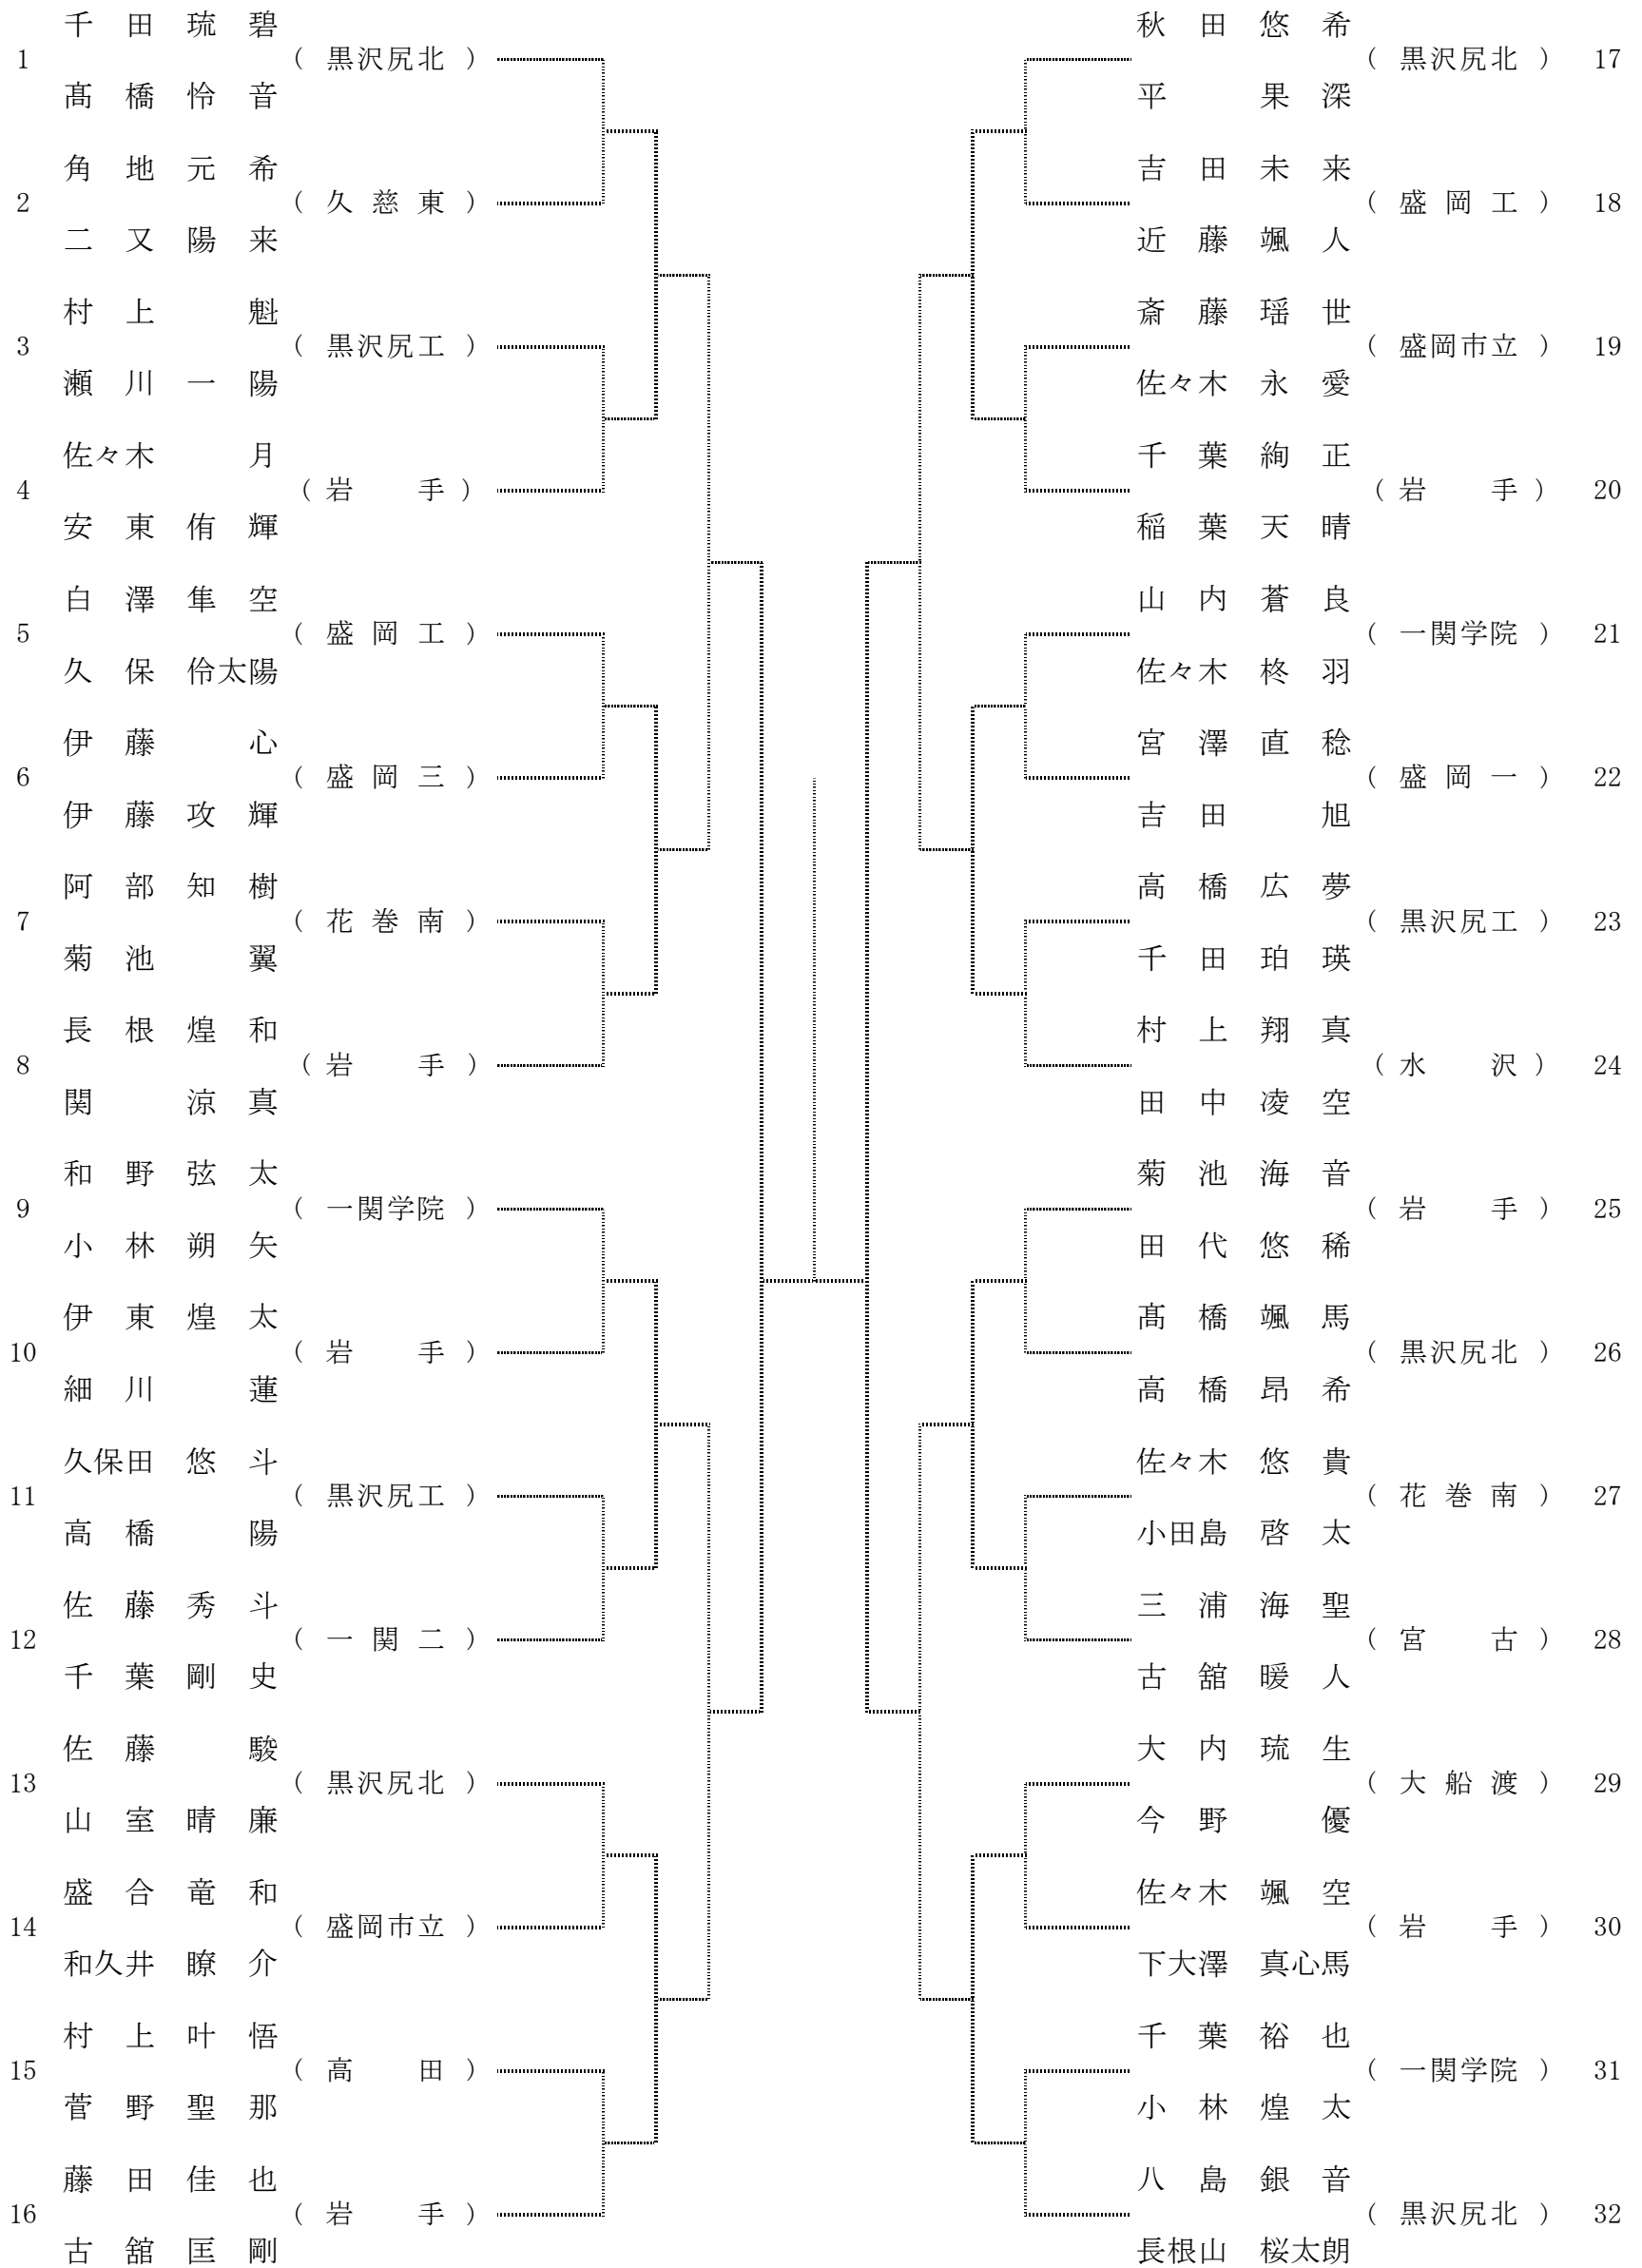 千田琉碧
1 (黒沢尻北)
髙橋怜音
角地元希
2 (久慈東)
二又陽来
村上魁
3 (黒沢尻工)
瀬川一陽
佐々木月
4 (岩手)
安東侑輝
白澤隼空
5 (盛岡工)
久保伶太陽
伊藤心
6 (盛岡三)
伊藤攻輝
阿部知樹
7 (花巻南)
菊池翼
長根煌和
8 (岩手)
関涼真
和野弦太
9 (一関学院)
小林朔矢
伊東煌太
10 (岩手)
細川蓮
久保田悠斗
11 (黒沢尻工)
高橋陽
佐藤秀斗
12 (一関二)
千葉剛史
佐藤駿
13 (黒沢尻北)
山室晴廉
盛合竜和
14 (盛岡市立)
和久井瞭介
村上叶悟
15 (高田)
菅野聖那
藤田佳也
16 (岩手)
古舘匡剛
秋田悠希
(黒沢尻北) 17
平果深
吉田未来
(盛岡工) 18
近藤颯人
斎藤瑶世
(盛岡市立) 19
佐々木永愛
千葉絢正
(岩手) 20
稲葉天晴
山内蒼良
(一関学院) 21
佐々木柊羽
宮澤直稔
(盛岡一) 22
吉田旭
高橋広夢
(黒沢尻工) 23
千田珀瑛
村上翔真
(水沢) 24
田中凌空
菊池海音
(岩手) 25
田代悠稀
髙橋颯馬
(黒沢尻北) 26
高橋昂希
佐々木悠貴
(花巻南) 27
小田島啓太
三浦海聖
(宮古) 28
古舘暖人
大内琉生
(大船渡) 29
今野優
佐々木颯空
(岩手) 30
下大澤真心馬
千葉裕也
(一関学院) 31
小林煌太
八島銀音
(黒沢尻北) 32
長根山桜太朗